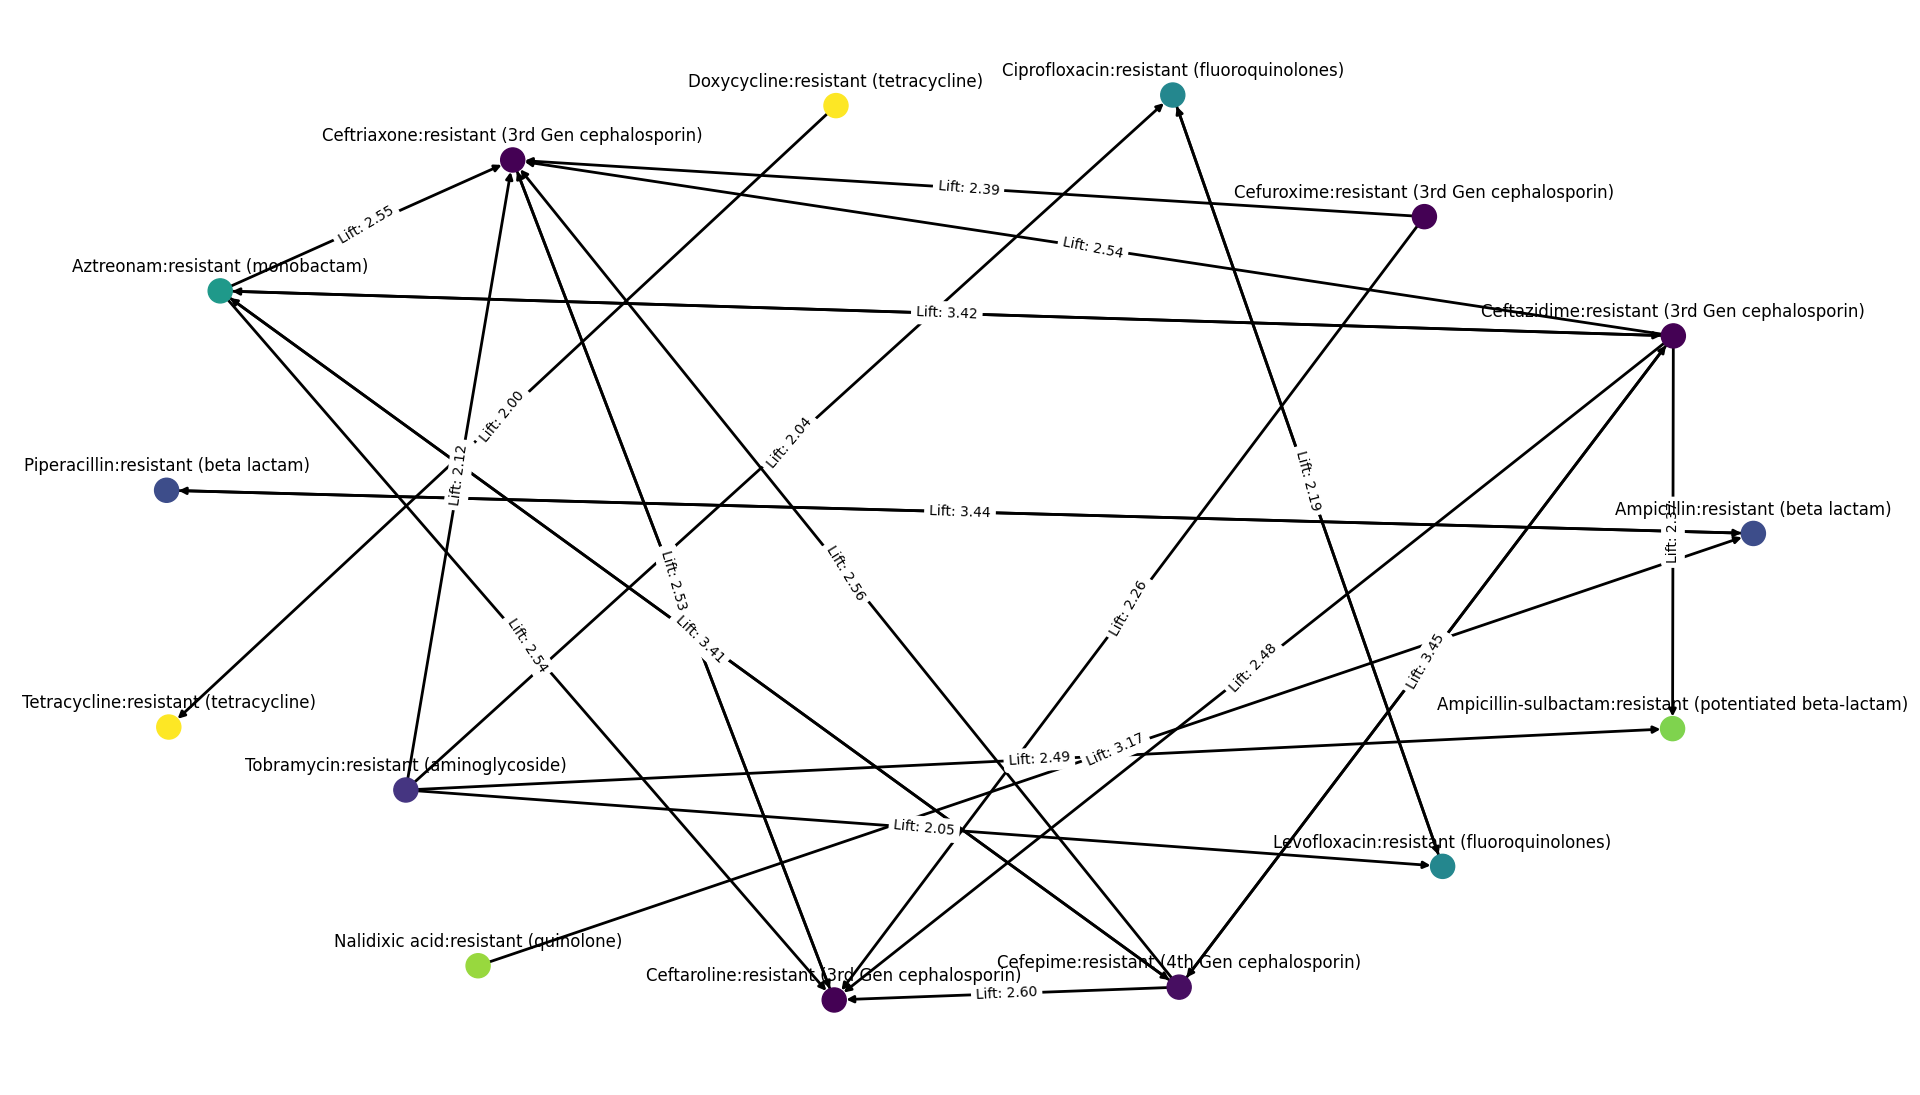 Ciprofloxacin:resistant (fluoroquinolones)
Doxycycline:resistant (tetracycline)
Ceftriaxone:resistant (3rd Gen cephalosporin)
Lift: 2.39
Cefuroxime:resistant (3rd Gen cephalosporin)
Lift: 2.55
Lift: 2.54
Aztreonam:resistant (monobactam)
Lift: 3.42
Ceftazidime:resistant (3rd Gen cephalosporin)
Lift: 2.00
Lift: 2.04
Piperacillin:resistant (beta lactam)
Lift: 2.12
Lift: 2.19
Lift: 3.44
Ampicillin:resistant (beta lactam)
Lift:
Lift: 2.53
Lift: 2.56
Lift: 2.26
Lift: 2.54
Lift: 3.41
Lift: 2.48
Lift: 3.45
Tetracycline:resistant (tetracycline)
Ampicillin-sulbactam:resistant (potentiated beta-lactam)
Tobramycin:resistant (aminoglycoside)
Lift: 2.49
Lift: 3.17
Lift: 2.05
Levofloxacin:resistant (fluoroquinolones)
Nalidixic acid:resistant (quinolone)
Ceftaroline:resistant (3rd Gen cephalosporin)
Cefepime:resistant (4th Gen cephalosporin)
Lift: 2.60